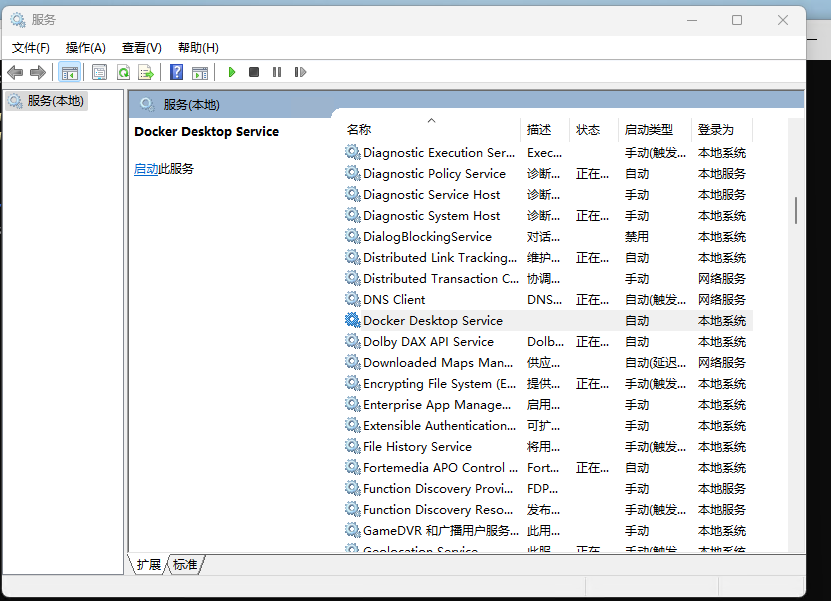 服务
文件(F) 操作(A) 查看(V) 帮助(H)
服务(本地)
服务(本地)
Docker Desktop Service
启动此服务
名称 描述 状态 启动类型 登录为
Diagnostic Execution Ser... Exec... 手动(触发... 本地系统
Diagnostic Policy Service 诊断... 正在... 自动 本地服务
Diagnostic Service Host 诊断... 手动 本地服务
Diagnostic System Host 诊断... 正在... 手动 本地系统
DialogBlockingService 对话... 禁用 本地系统
Distributed Link Tracking... 维护... 正在... 自动 本地系统
Distributed Transaction C... 协调... 手动 网络服务
DNS Client DNS... 正在... 自动(触发... 网络服务
Docker Desktop Service 自动 本地系统
Dolby DAX API Service Dolb... 正在... 自动 本地系统
Downloaded Maps Man... 供应... 自动(延迟... 网络服务
Encrypting File System (E... 提供... 正在... 手动(触发... 本地系统
Enterprise App Manage... 启用... 手动 本地系统
Extensible Authentication... 可扩... 手动 本地系统
File History Service 将用... 手动(触发... 本地系统
Fortemedia APO Control ... Fort... 正在... 自动 本地系统
Function Discovery Provi... FDP... 手动 本地服务
Function Discovery Reso... 发布... 手动(触发... 本地服务
GameDVR 和广播用户服务... 此用... 手动 本地系统
Geolocation Service 此服... 正在... 手动(触发... 本地系统
扩展 标准